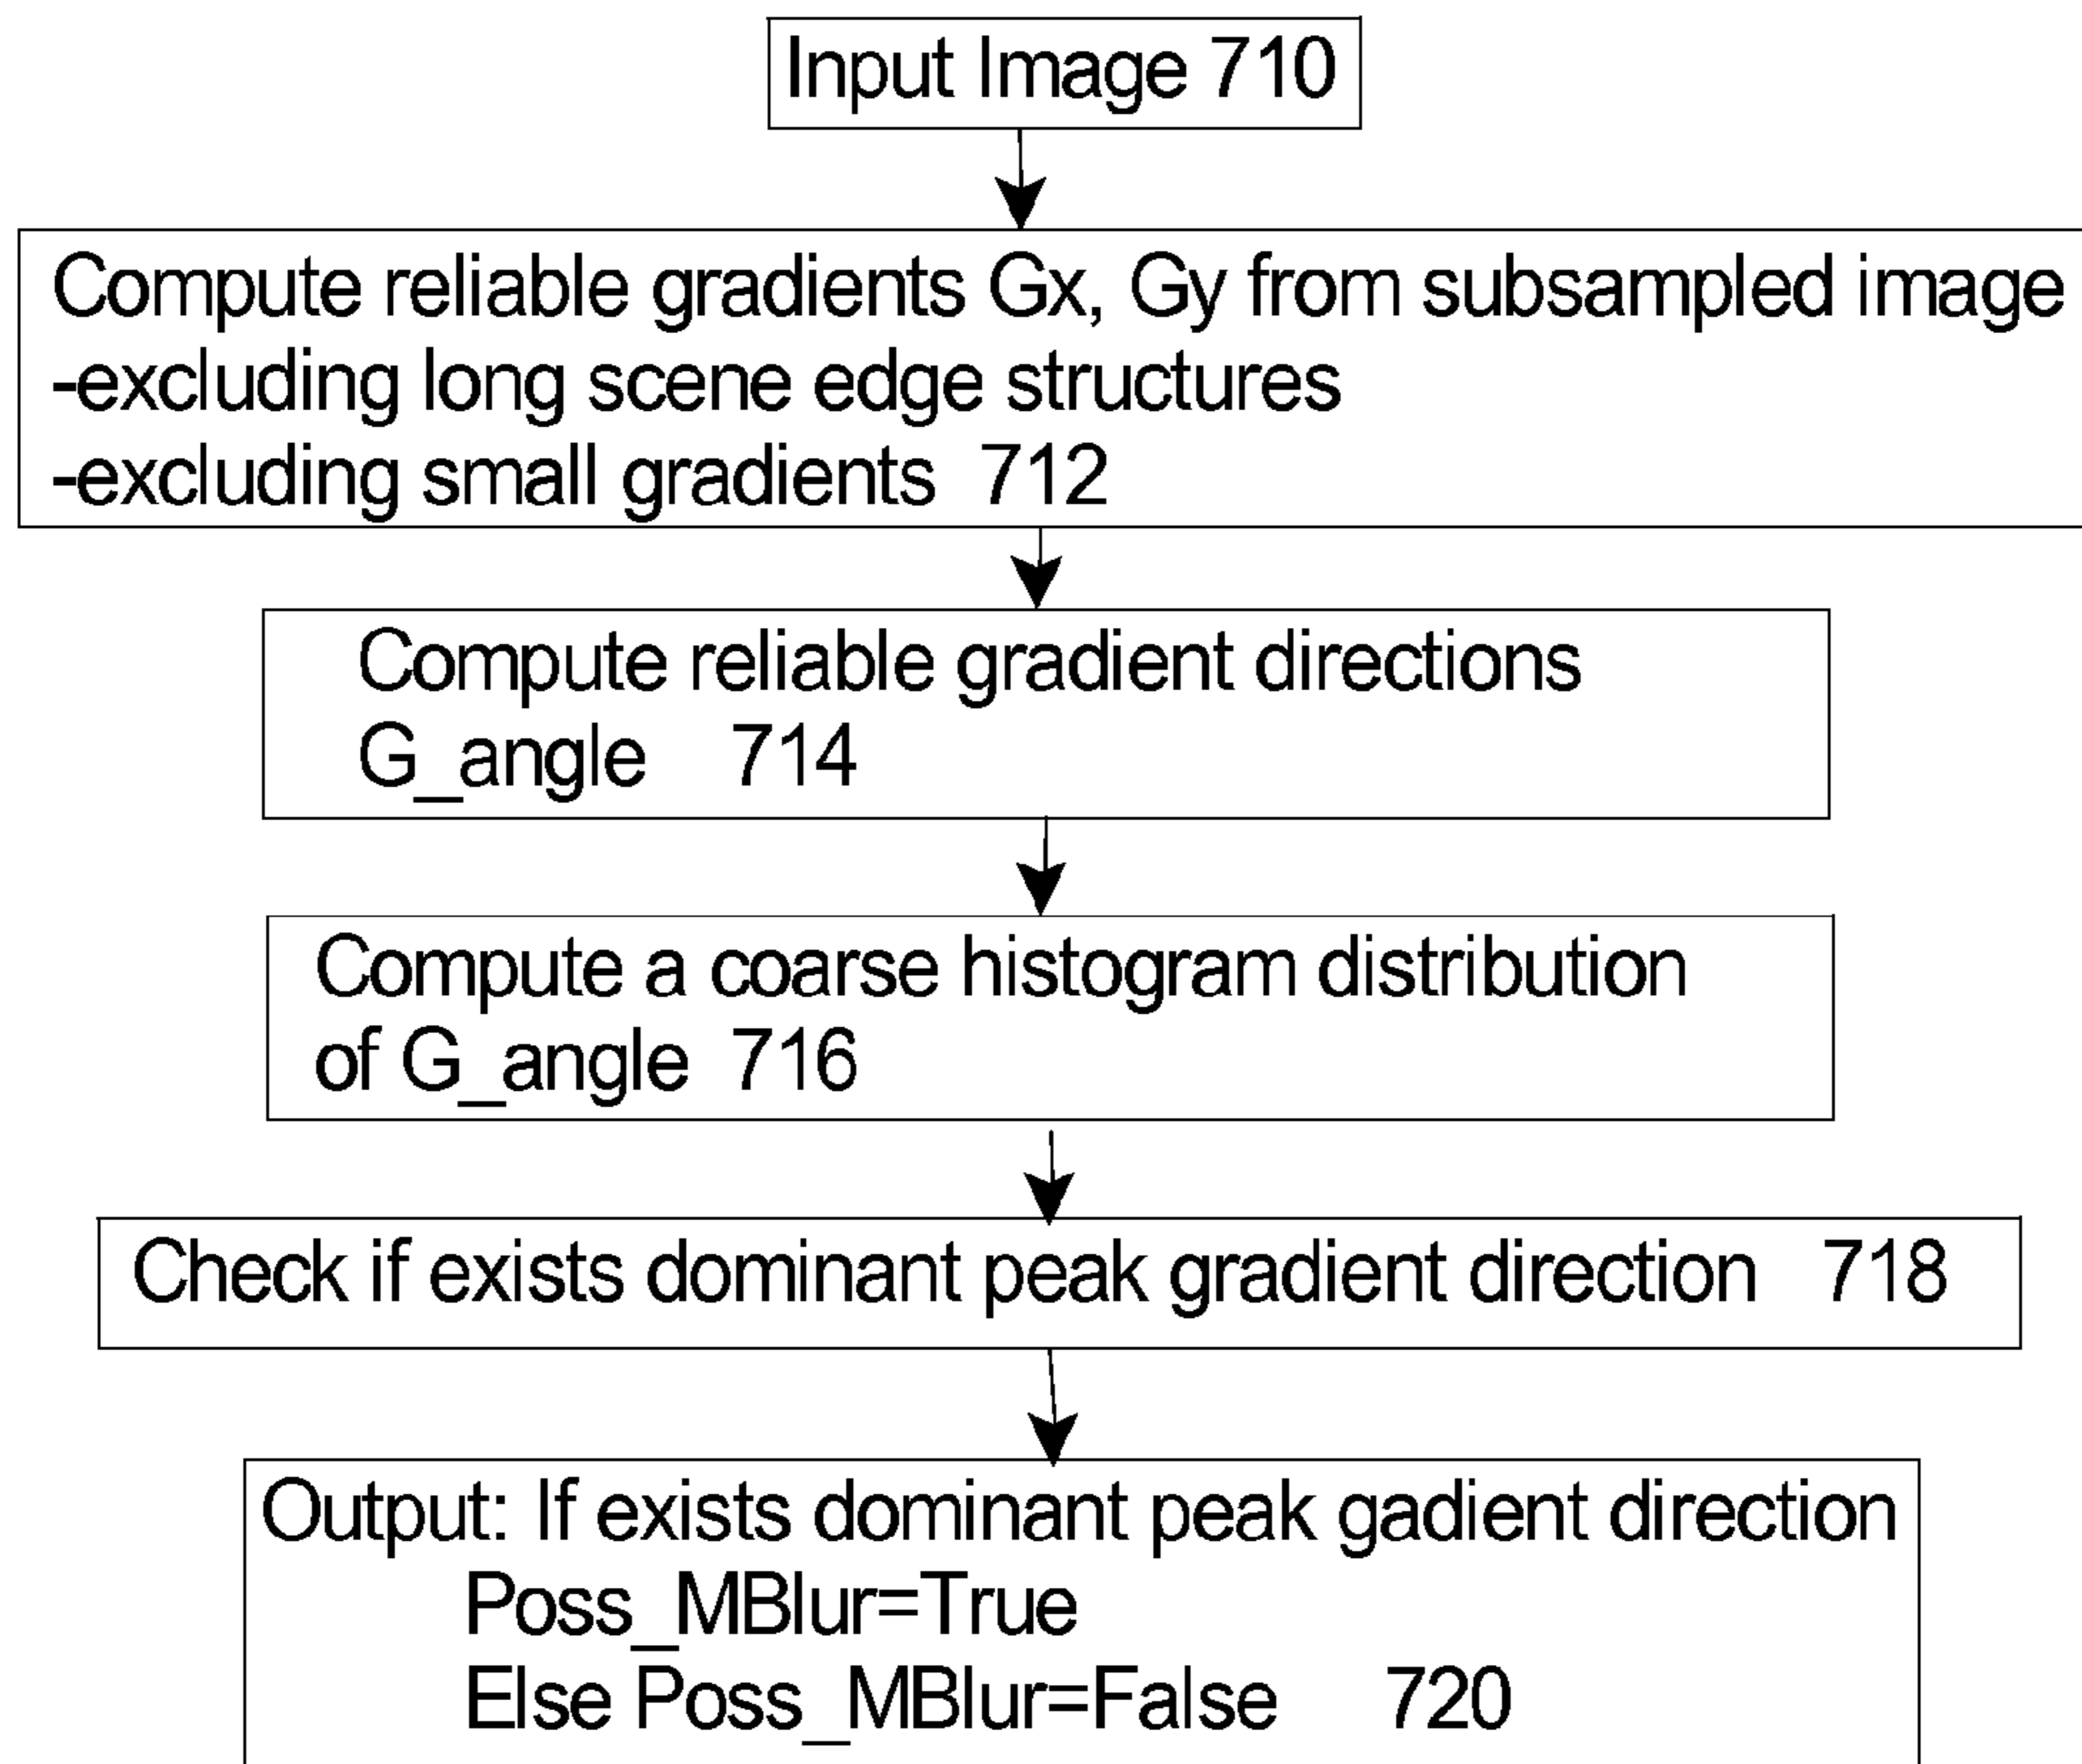 Input Image 710
Compute reliable gradients Gx, Gy from subsampled image
-excluding long scene edge structures
-excluding small gradients 712
Compute reliable gradient directions
G_angle 714
Compute a coarse histogram distribution
of G_angle 716
Check if exists dominant peak gradient direction 718
Output: If exists dominant peak gadient direction
Poss_MBlur=True
Else Poss_MBlur=False 720